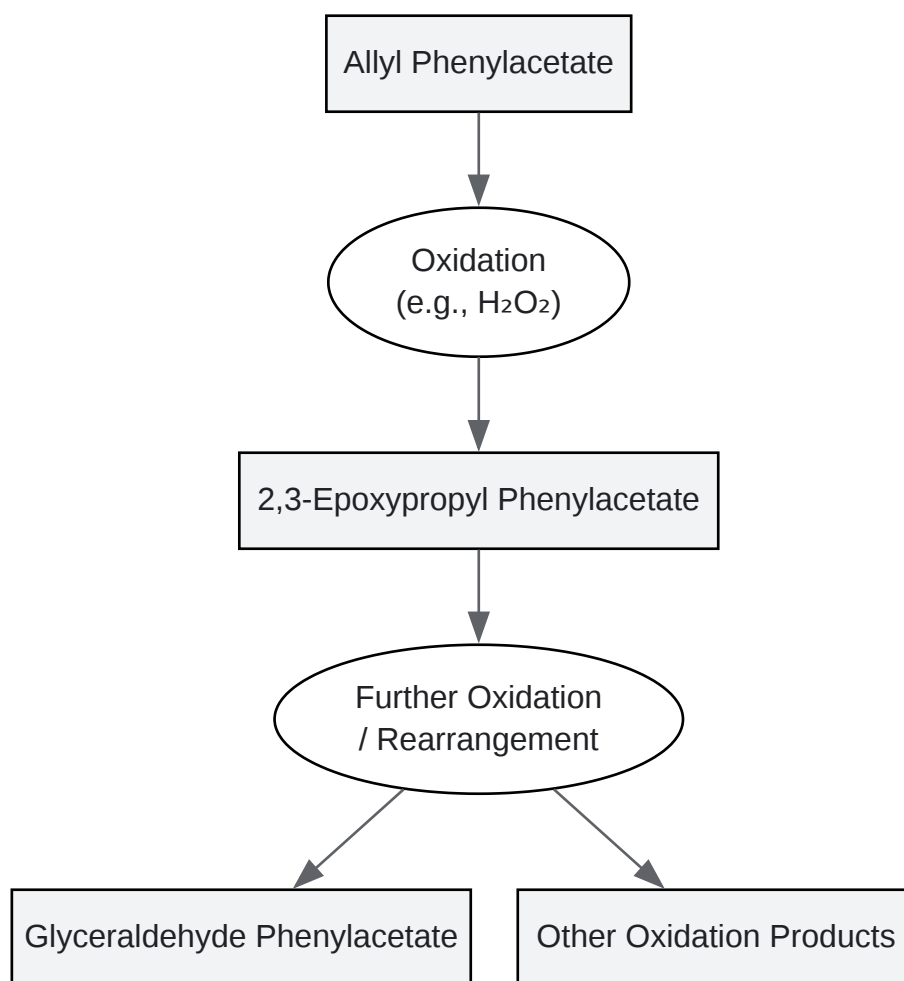 Allyl Phenylacetate
Oxidation
(e.g., H₂O₂)
2,3-Epoxypropyl Phenylacetate
Further Oxidation
/ Rearrangement
Glyceraldehyde Phenylacetate
Other Oxidation Products